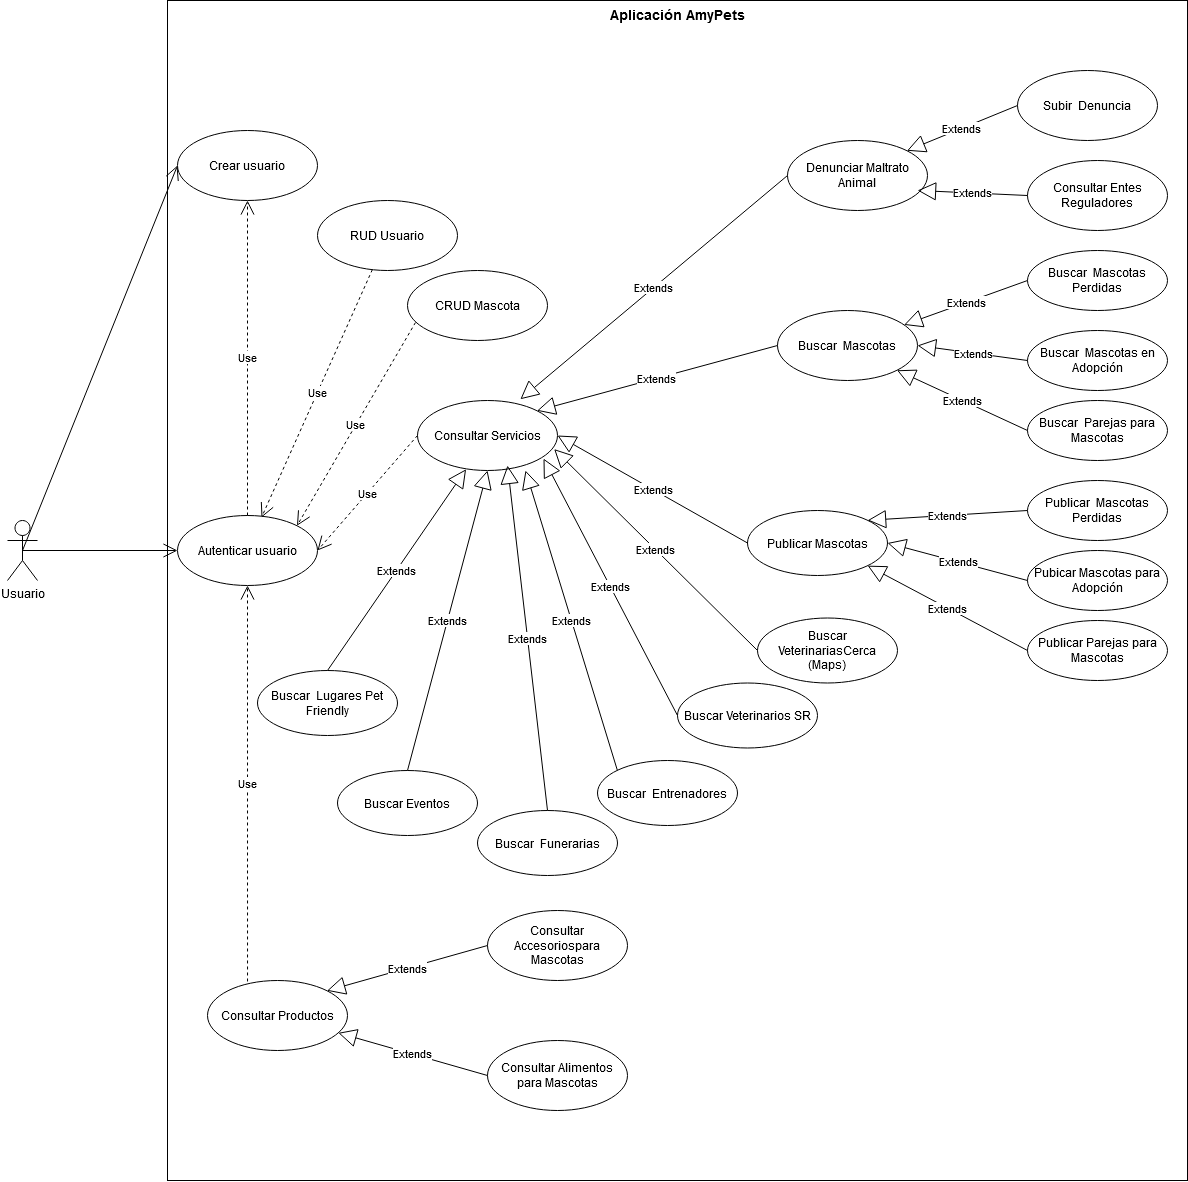 Aplicación AmyPets
Subir Denuncia
Extends
Crear usuario
Denunciar Maltrato
Animal
Consultar Entes
Reguladores
Extends
RUD Usuario
Buscar Mascotas
Perdidas
Extends
Extends
CRUD Mascota
Buscar Mascotas
Buscar Mascotas en
Adopción
Extends
Use
Extends
Use
Extends
Buscar Parejas para
Mascotas
Use
Consultar Servicios
Use
Extends
Publicar Mascotas
Perdidas
Extends
Usuario
Autenticar usuario
Publicar Mascotas
Extends
Extends
Pubicar Mascotas para
Adopción
Extends
Extends
Extends
Extends
Extends
Extends
Extends
Publicar Parejas para
Mascotas
Buscar
VeterinariasCerca
(Maps)
Buscar Lugares Pet
Friendly
Buscar Veterinarios SR
Use
Buscar Eventos
Buscar Entrenadores
Buscar Funerarias
Consultar
Accesoriospara
Mascotas
Extends
Consultar Productos
Extends
Consultar Alimentos
para Mascotas